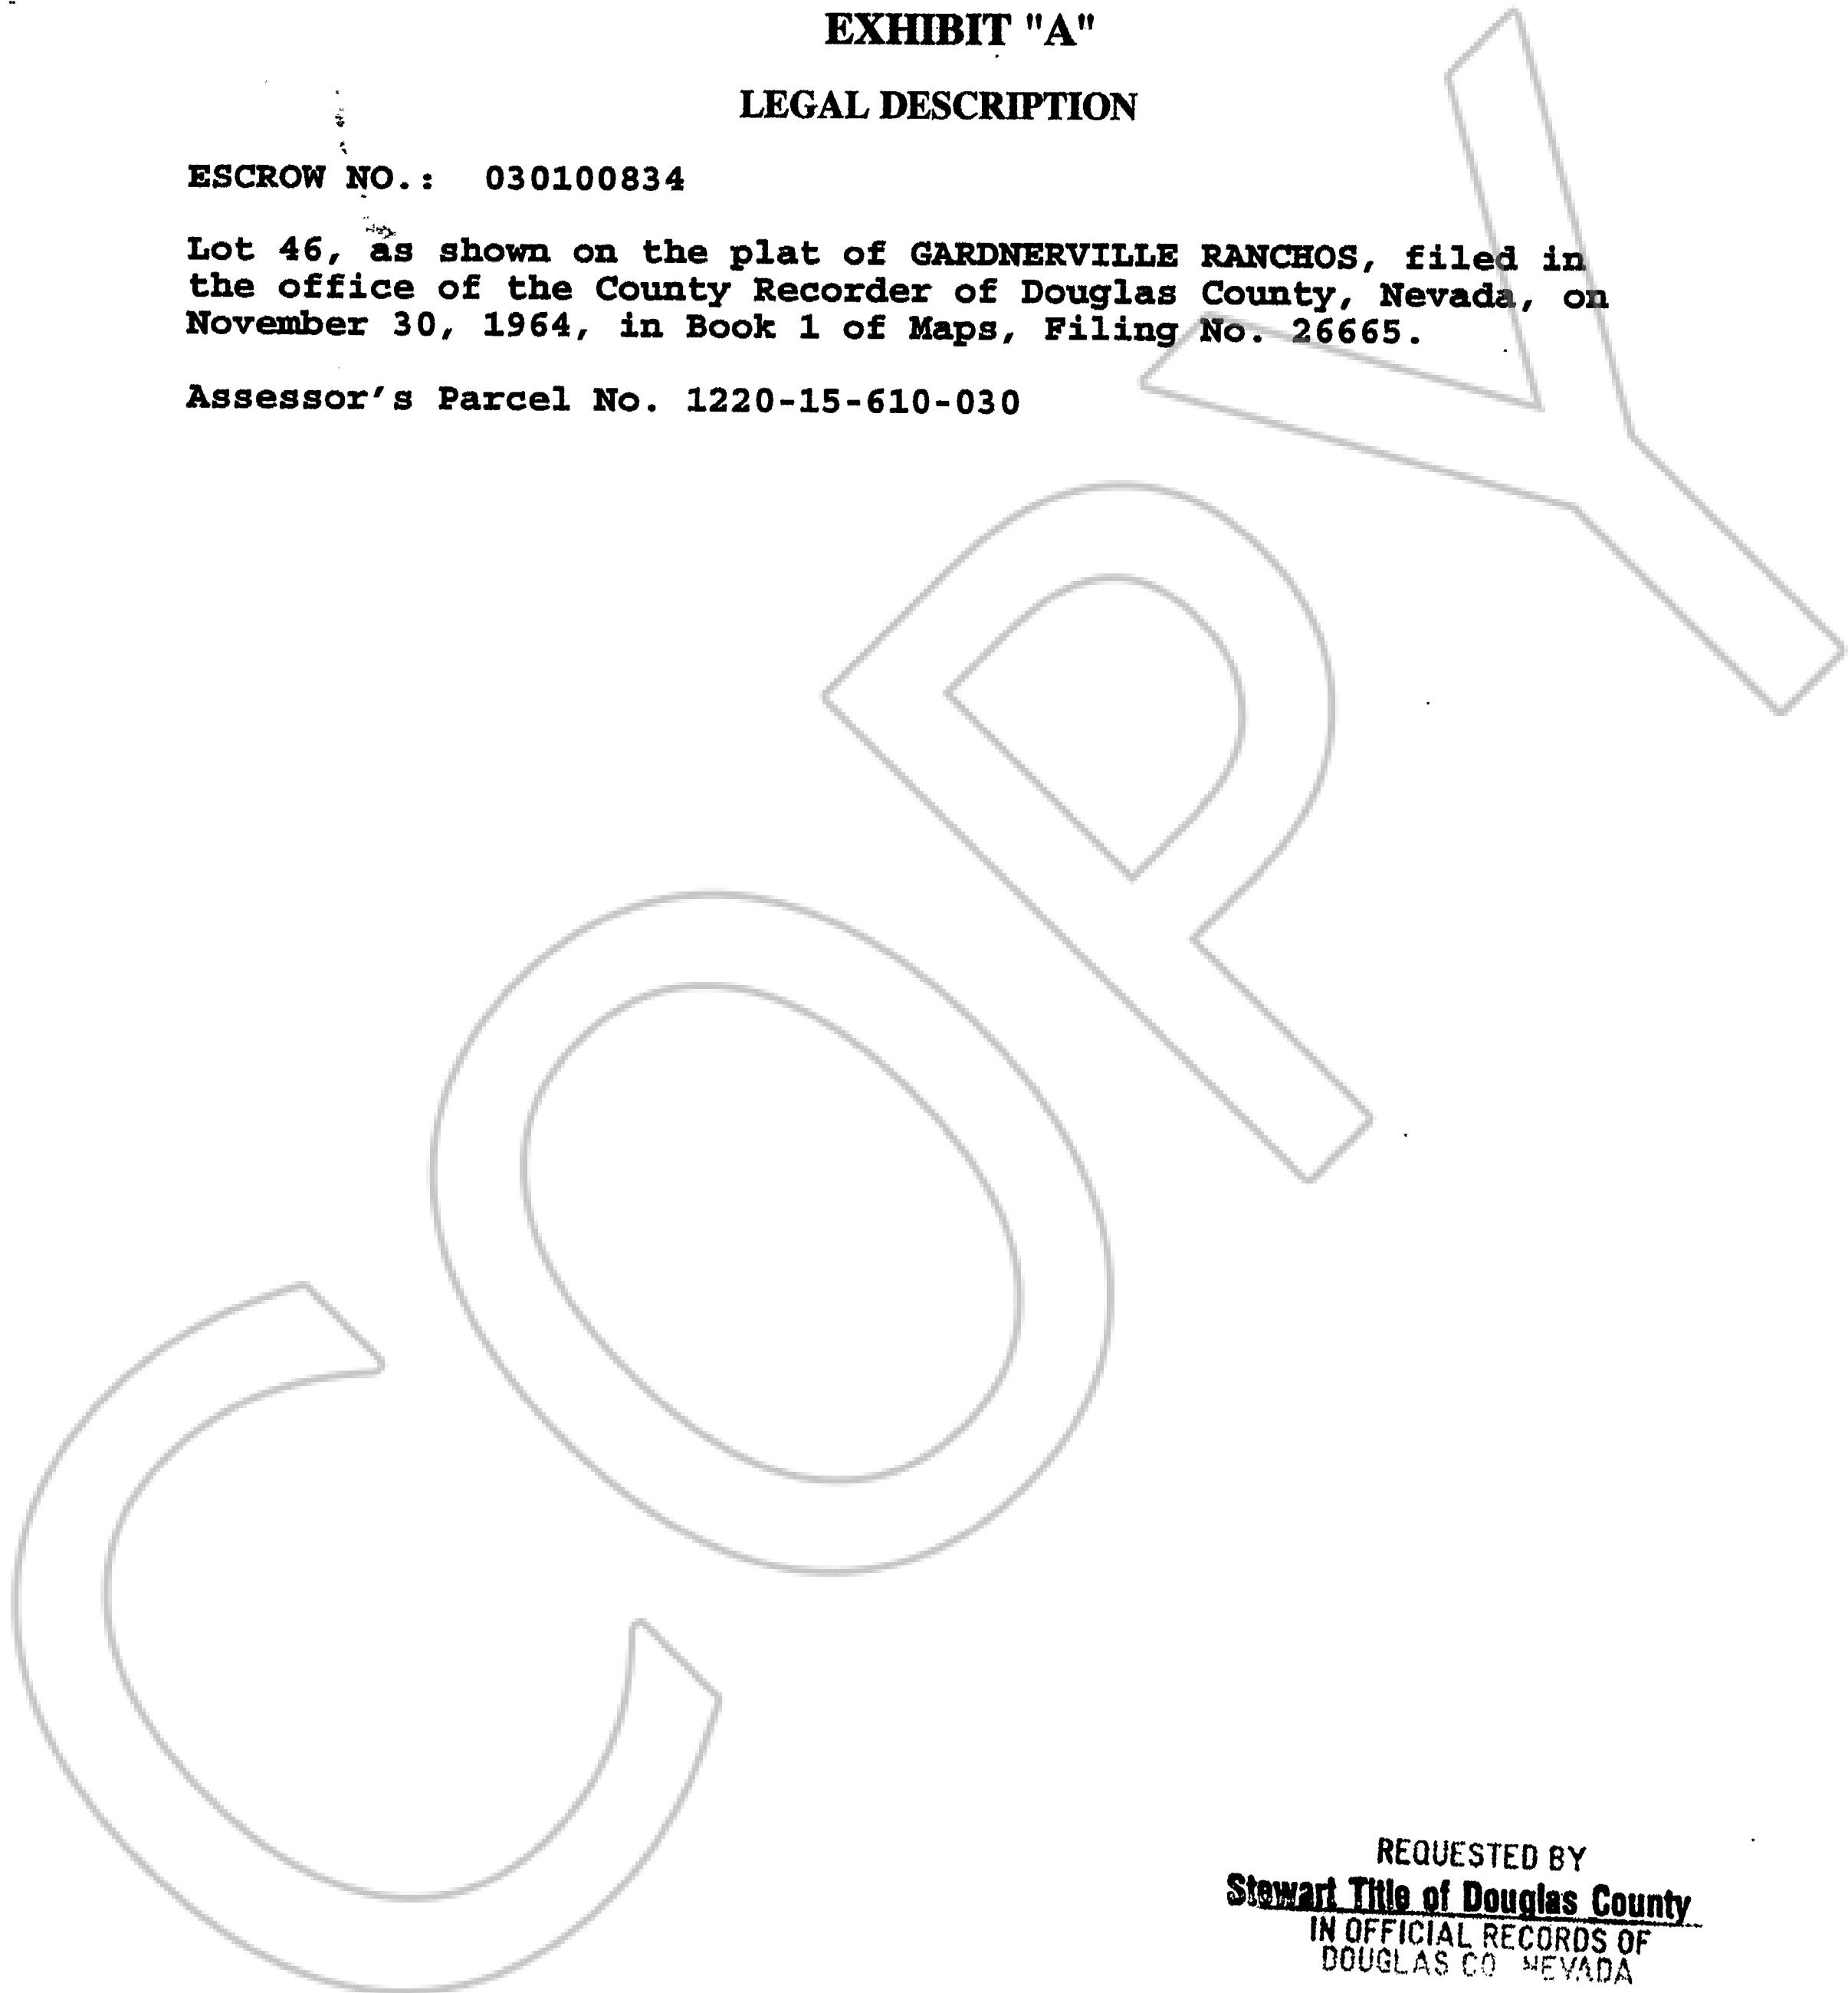 EXHIBIT "A"
LEGAL DESCRIPTION
ESCROW NO.: 030100834
Lot 46, as shown on the plat of GARDNERVILLE RANCHOS, filed in
the office of the County Recorder of Douglas County, Nevada, on
November 30, 1964, in Book 1 of Maps, Filing No. 26665.
Assessor's Parcel No. 1220-15-610-030
COPY
REQUESTED BY
Stewart Title of Douglas County
IN OFFICIAL RECORDS OF
DOUGLAS CO NEVADA